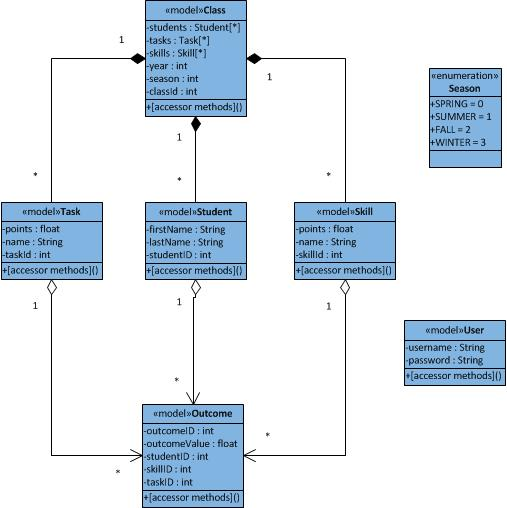 «model»Class
-students : Student[*]
-tasks : Task[*]
-skills : Skill[*]
-year : int
-season : int
-classId : int
+[accessor methods]()
1
1
1
*
*
*
«enumeration»
Season
+SPRING = 0
+SUMMER = 1
+FALL = 2
+WINTER = 3
«model»Task
-points : float
-name : String
-taskId : int
+[accessor methods]()
«model»Student
-firstName : String
-lastName : String
-studentID : int
+[accessor methods]()
«model»Skill
-points : float
-name : String
-skillId : int
+[accessor methods]()
1
1
1
«model»User
-username : String
-password : String
+[accessor methods]()
*
*
*
«model»Outcome
-outcomeID : int
-outcomeValue : float
-studentID : int
-skillID : int
-taskID : int
+[accessor methods]()